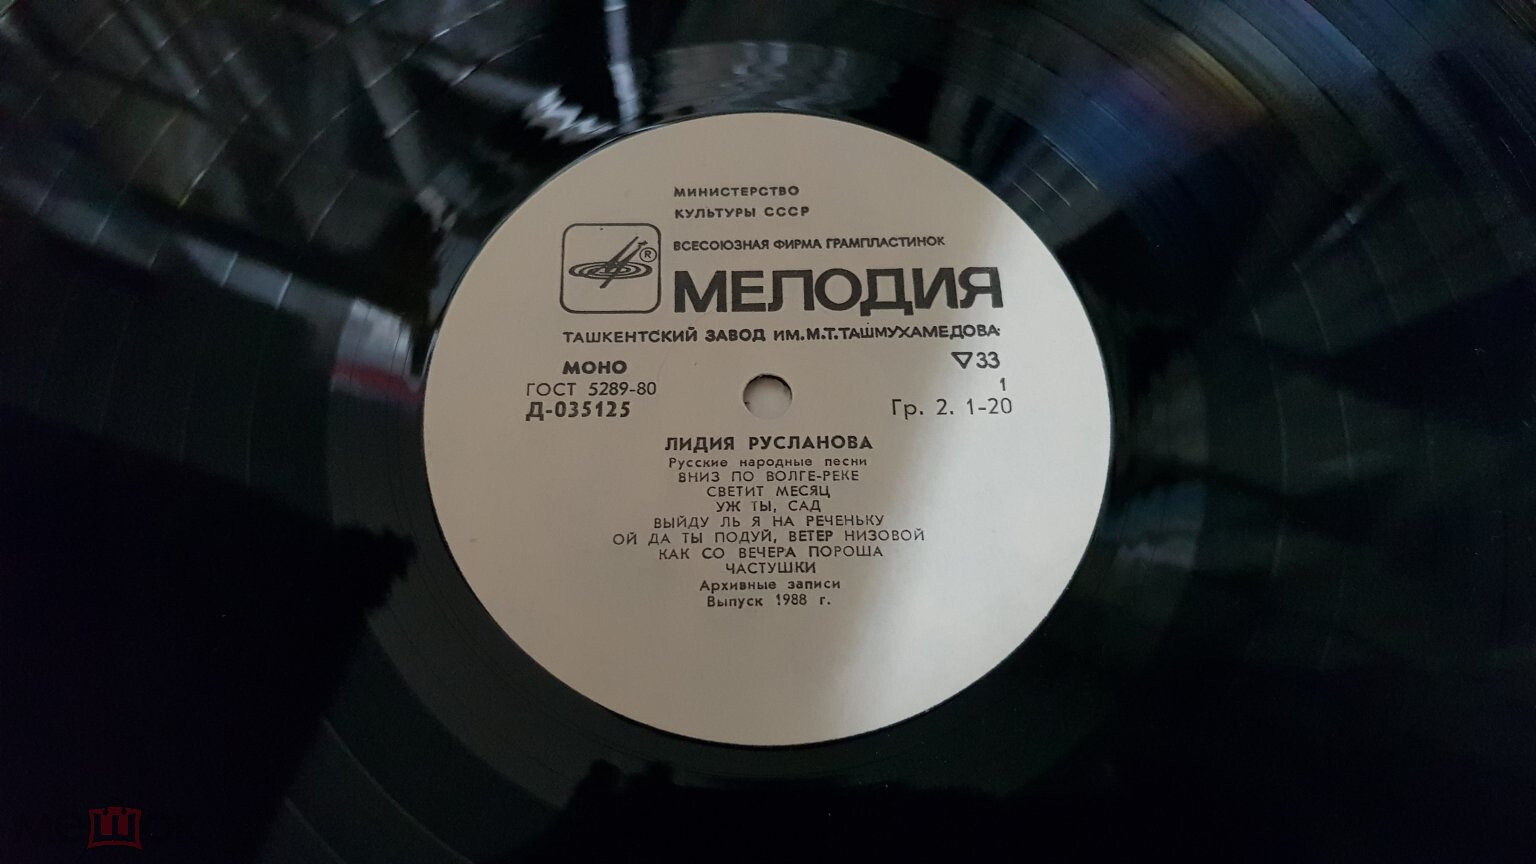 МИНИСТЕРСТВО
КУЛЬТУРЫ СССР
ВСЕСОЮЗНАЯ ФИРМА ГРАМПЛАСТИНОК
®
МЕЛОДИЯ
ТАШКЕНТСКИЙ ЗАВОД ИМ.М.Т.ТАШМУХАМЕДОВА
МОНО
▽33
ГОСТ 5289-80
1
Д-035125
Гр. 2. 1-20
ЛИДИЯ РУСЛАНОВА
Русские народные песни
ВНИЗ ПО ВОЛГЕ-РЕКЕ
СВЕТИТ МЕСЯЦ
УЖ ТЫ, САД
ВЫЙДУ ЛЬ Я НА РЕЧЕНЬКУ
ОЙ ДА ТЫ ПОДУЙ, ВЕТЕР НИЗОВОЙ
КАК СО ВЕЧЕРА ПОРОША
ЧАСТУШКИ
Архивные записи
Выпуск 1988 г.